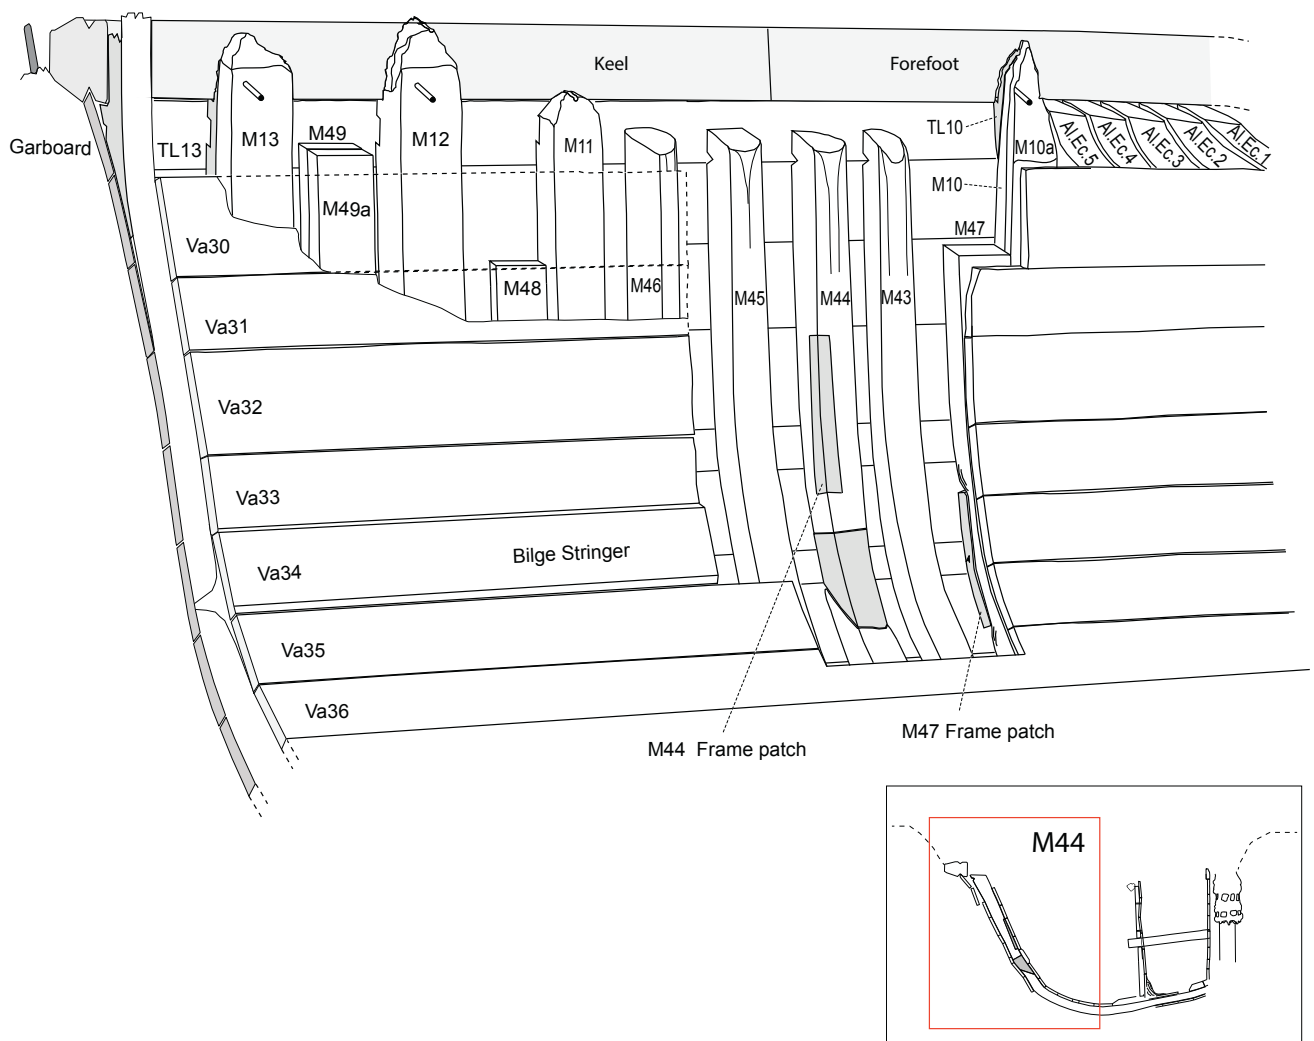 Keel
Forefoot
Garboard
TL13
M13
M49
M12
M11
TL10
M10a
Al.Ec.5
Al.Ec.4
Al.Ec.3
Al.Ec.2
Al.Ec.1
M10
M49a
M47
Va30
M48
M46
M45
M44
M43
Va31
Va32
Va33
Bilge Stringer
Va34
Va35
Va36
M44 Frame patch
M47 Frame patch
M44